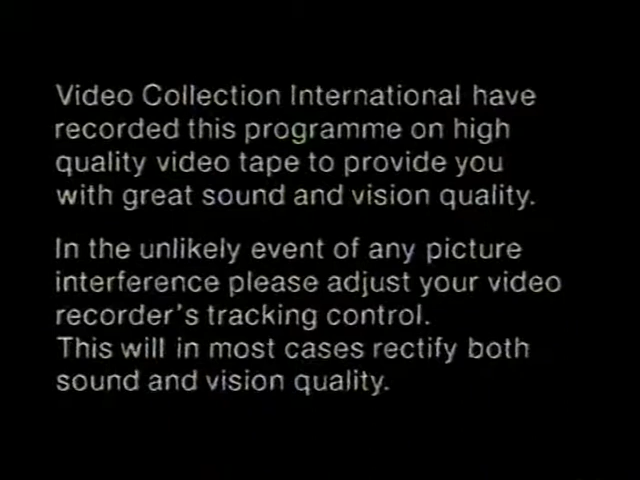 Video Collection International have
recorded this programme on high
quality video tape to provide you
with great sound and vision quality.
In the unlikely event of any picture
interference please adjust your video
recorder's tracking control.
This will in most cases rectify both
sound and vision quality.